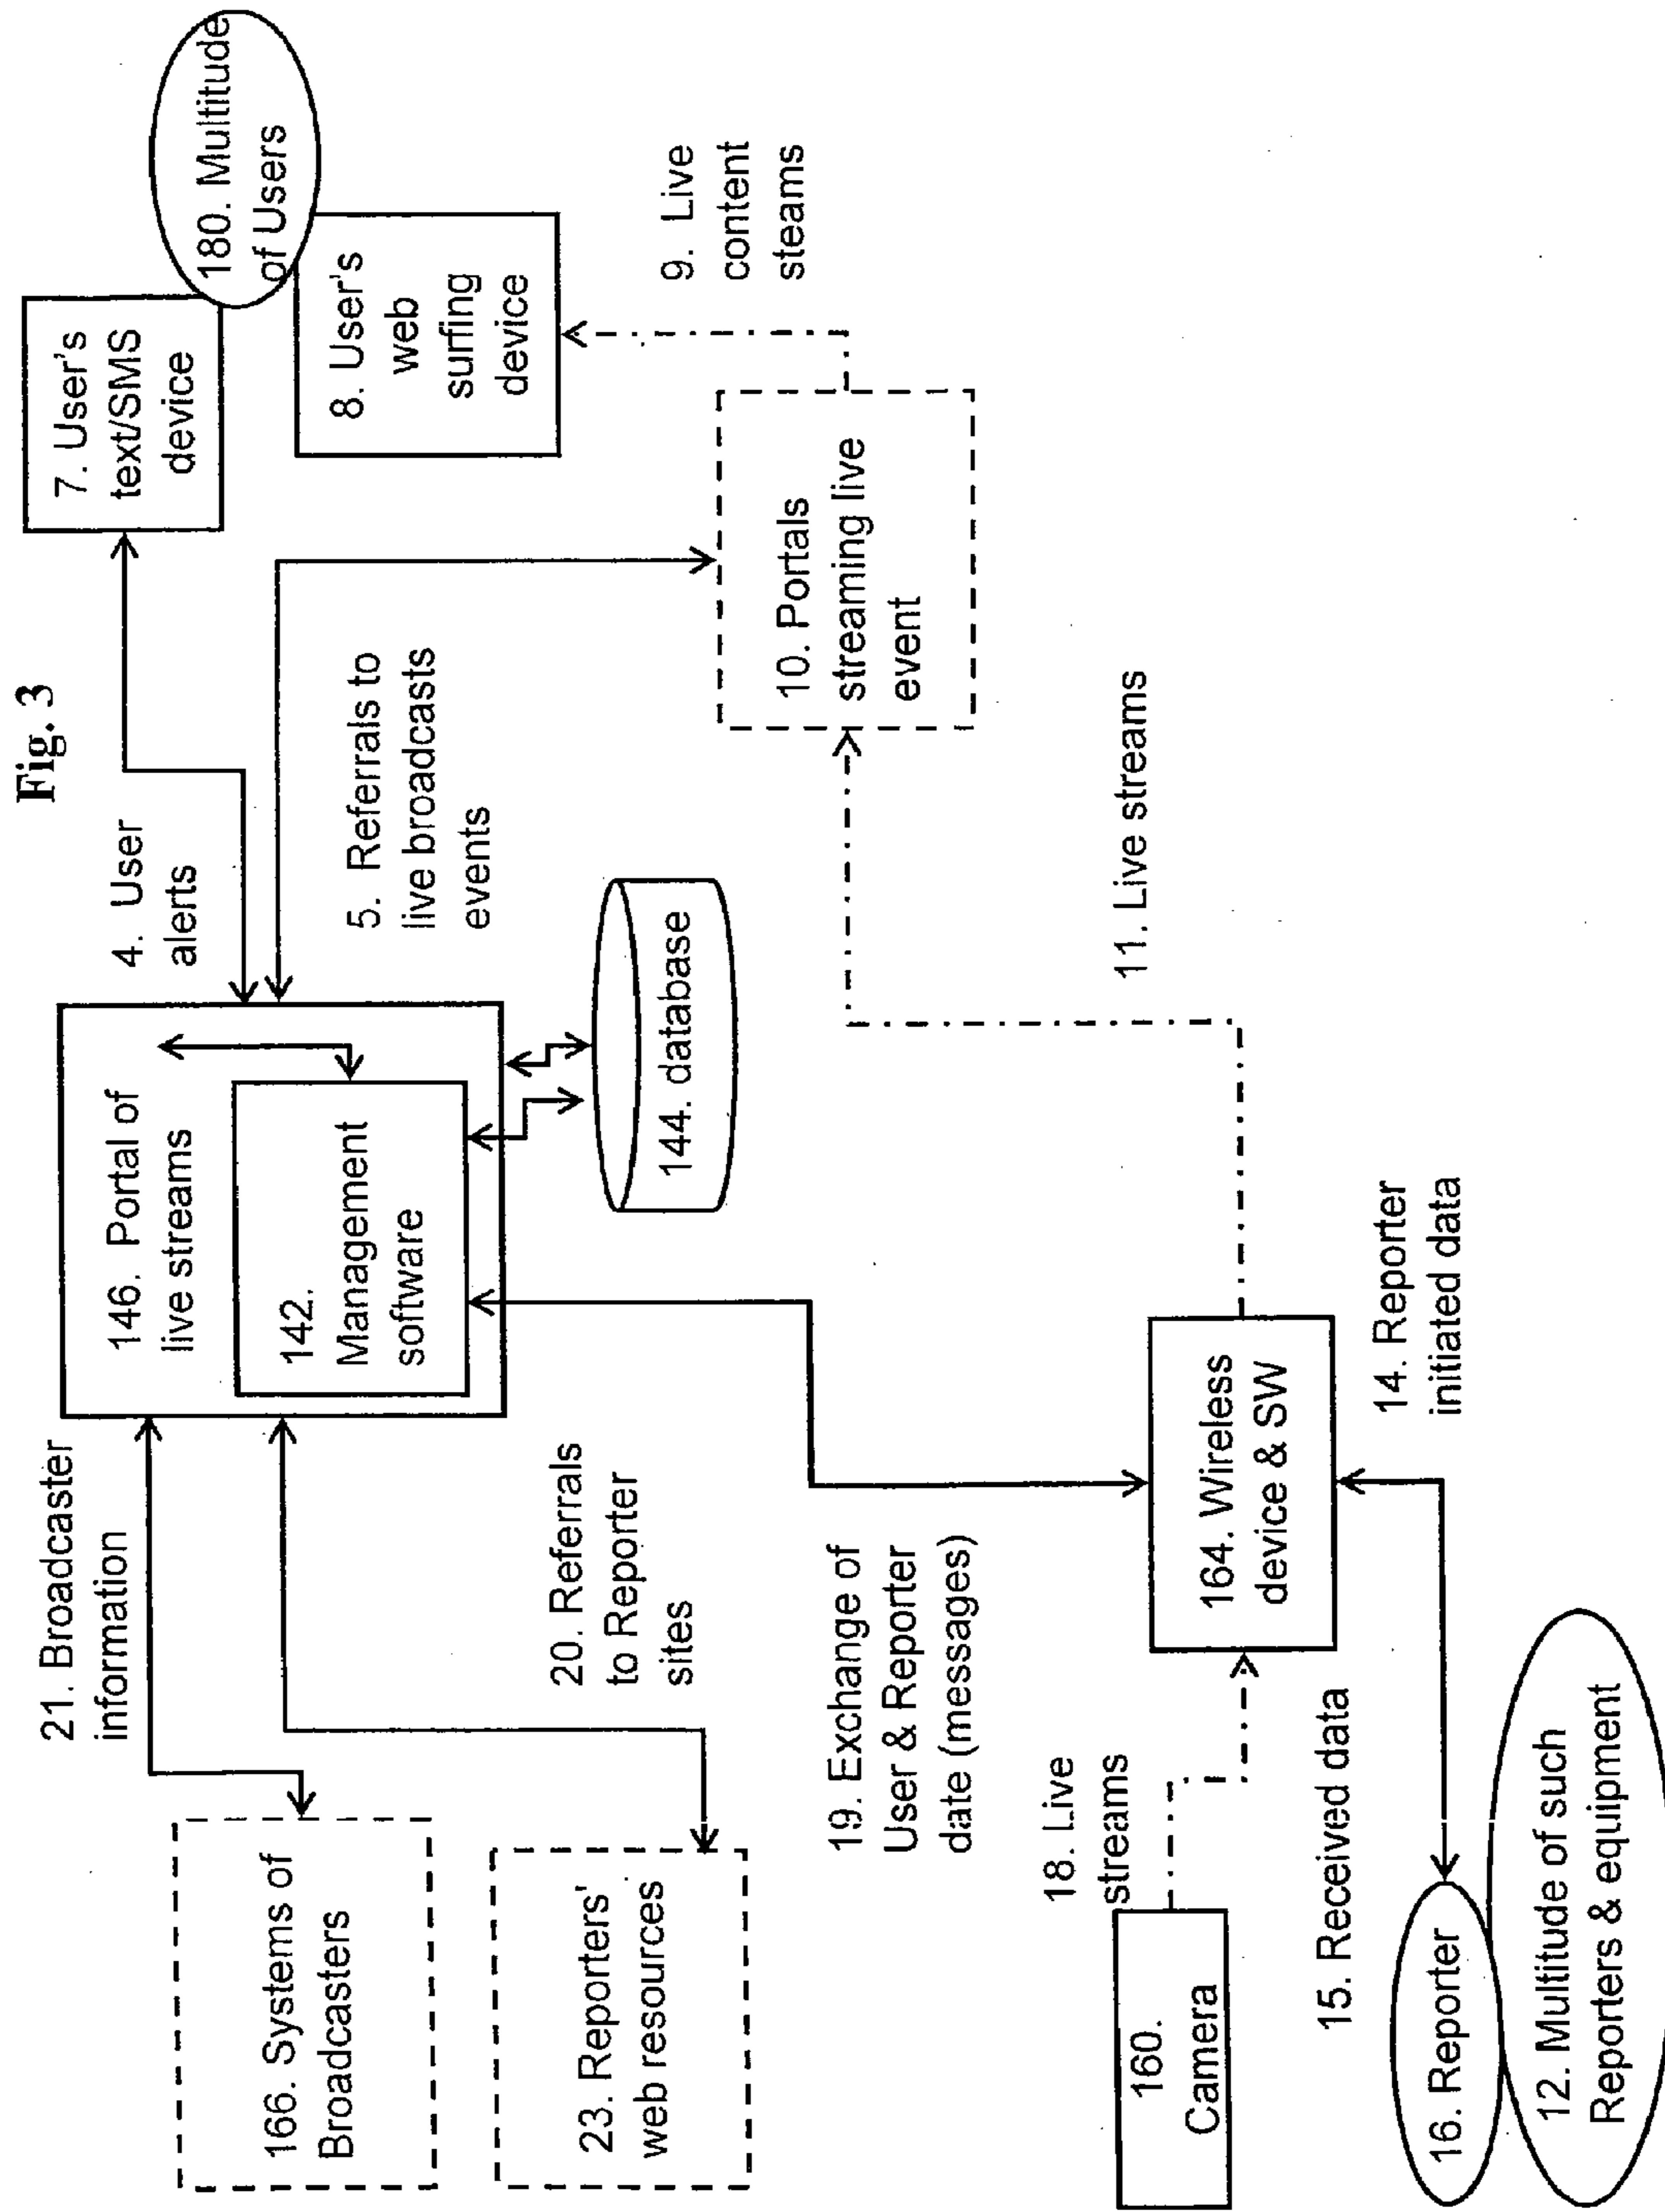 Fig. 3
21. Broadcaster
information
166. Systems of
Broadcasters
23. Reporters'
web resources
20. Referrals
to Reporter
sites
146. Portal of
live streams
142.
Management
software
144. database
4. User
alerts
5. Referrals to
live broadcasts
events
7. User's
text/SMS
device
180. Multitude
of Users
8. User's
web
surfing
device
9. Live
content
steams
10. Portals
streaming live
event
11. Live streams
19. Exchange of
User & Reporter
date (messages)
18. Live
streams
160.
Camera
164. Wireless
device & SW
14. Reporter
initiated data
15. Received data
16. Reporter
12. Multitude of such
Reporters & equipment